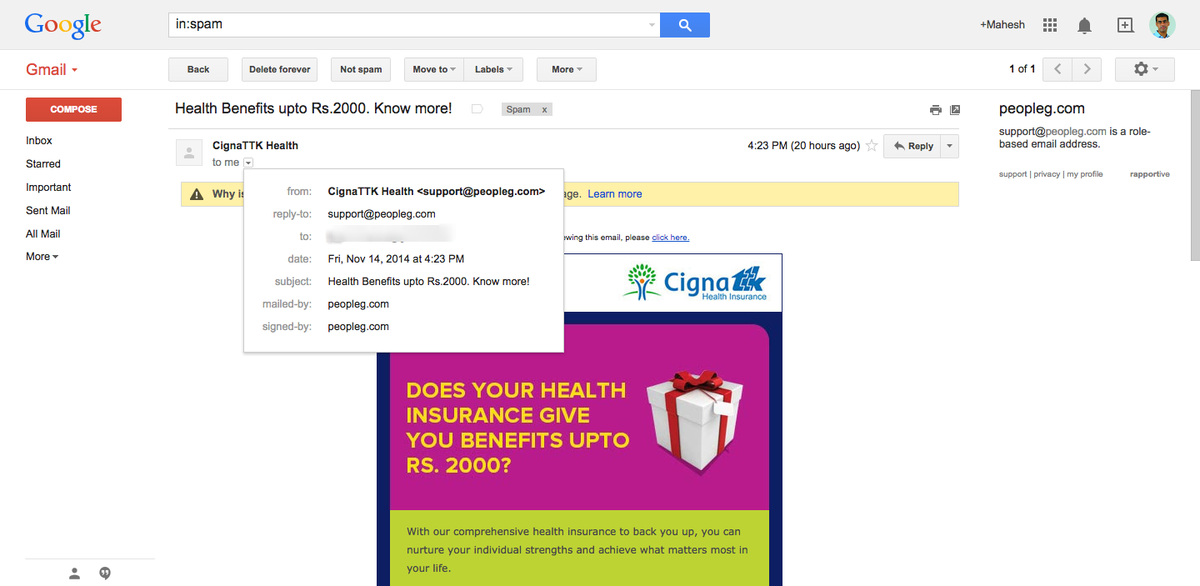 Google
in:spam
+Mahesh
Gmail
Back
Delete forever
Not spam
Move to
Labels
More
1 of 1
COMPOSE
Inbox
Starred
Important
Sent Mail
All Mail
More
Health Benefits upto Rs.2000. Know more!
Spam x
CignaTTK Health
to me
4:23 PM (20 hours ago)
Reply
from: CignaTTK Health <support@peopleg.com>
reply-to: support@peopleg.com
to:
date: Fri, Nov 14, 2014 at 4:23 PM
subject: Health Benefits upto Rs.2000. Know more!
mailed-by: peopleg.com
signed-by: peopleg.com
Why
Learn more
email, please click here.
Cigna ttk
Health Insurance
DOES YOUR HEALTH
INSURANCE GIVE
YOU BENEFITS UPTO
RS. 2000?
With our comprehensive health insurance to back you up, you can
nurture your individual strengths and achieve what matters most in
your life.
peopleg.com
support@peopleg.com is a role-
based email address.
support | privacy | my profile
rapportive